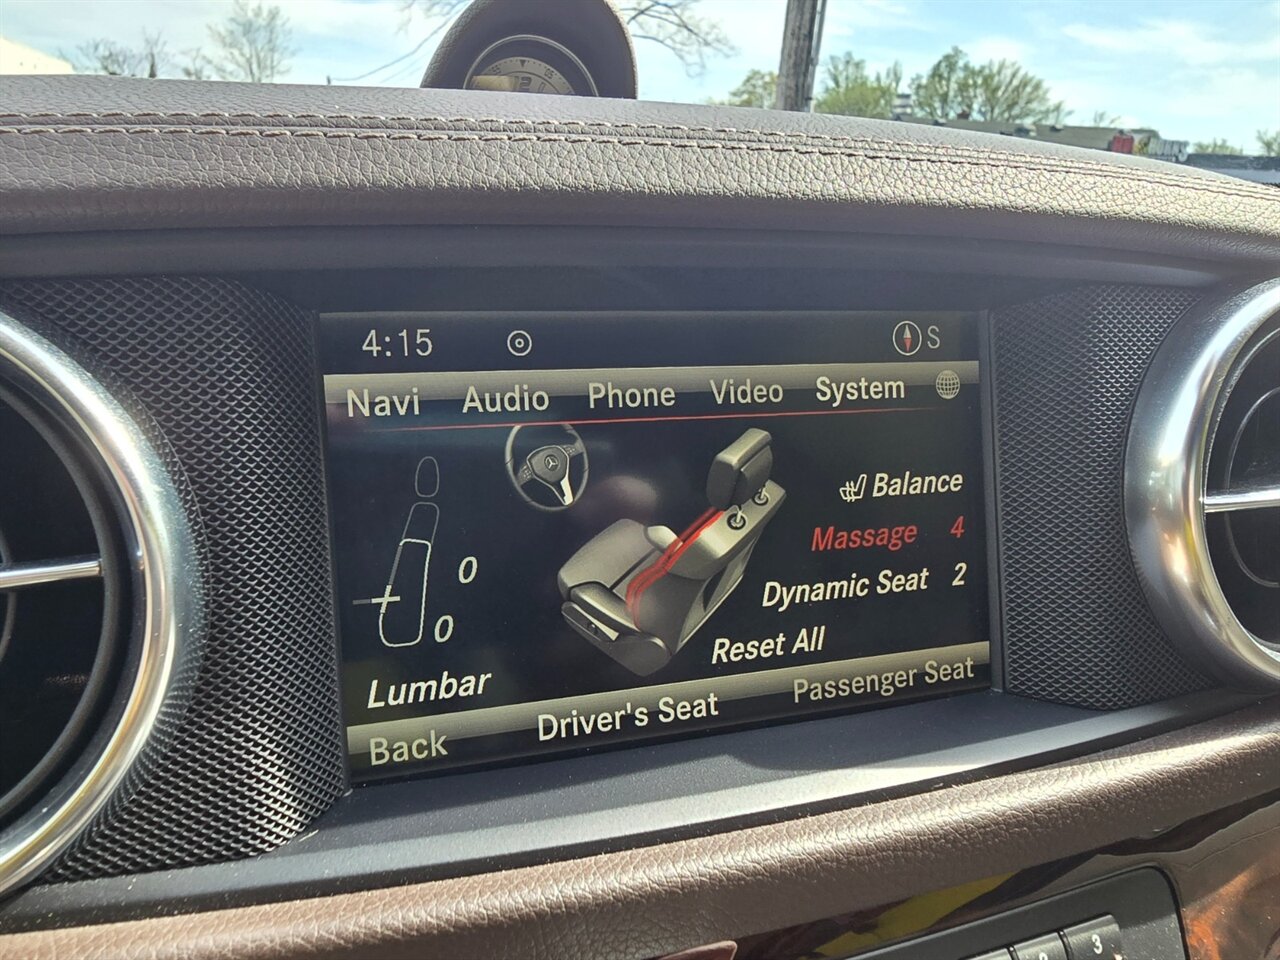 4:15 S
Navi Audio Phone Video System
Balance
Massage 4
Dynamic Seat 2
Reset All
0
0
Lumbar
Back Driver's Seat Passenger Seat
3